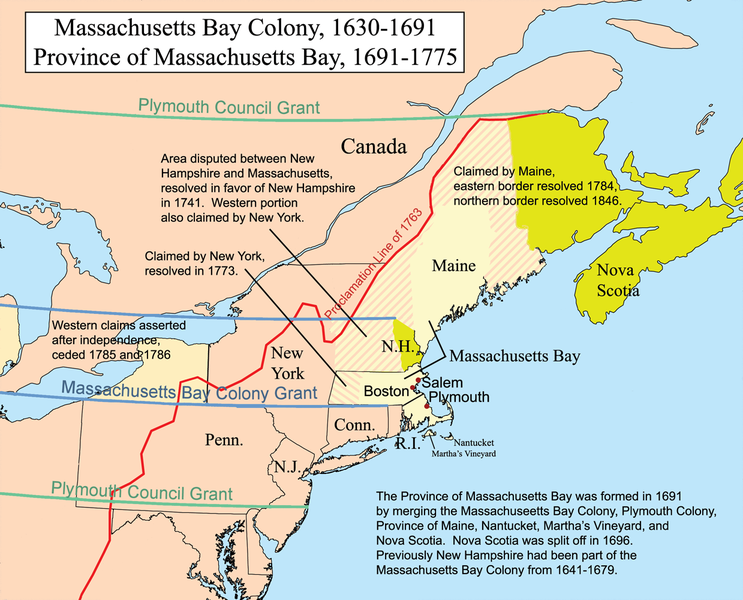 Massachusetts Bay Colony, 1630-1691
Province of Massachusetts Bay, 1691-1775
Plymouth Council Grant
Canada
Area disputed between New
Hampshire and Massachusetts,
resolved in favor of New Hampshire
in 1741. Western portion
also claimed by New York.
Claimed by Maine,
eastern border resolved 1784,
northern border resolved 1846.
Claimed by New York,
resolved in 1773.
Proclamation Line of 1763
Maine
Nova
Scotia
Western claims asserted
after independence,
ceded 1785 and 1786
New
York
N.H.
Massachusetts Bay
Massachusetts Bay Colony Grant
Boston
Salem
Plymouth
Penn.
Conn.
R.I.
Nantucket
Martha's Vineyard
N.J.
Plymouth Council Grant
The Province of Massachusetts Bay was formed in 1691
by merging the Massachusetts Bay Colony, Plymouth Colony,
Province of Maine, Nantucket, Martha's Vineyard, and
Nova Scotia. Nova Scotia was split off in 1696.
Previously New Hampshire had been part of the
Massachusetts Bay Colony from 1641-1679.